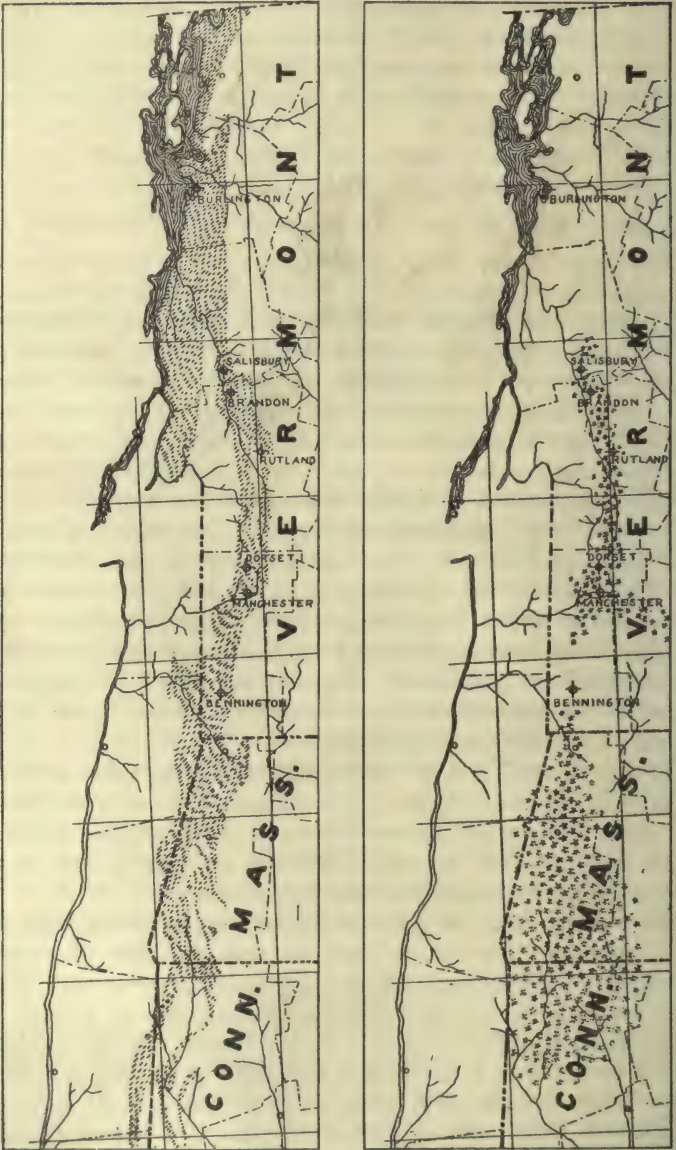 VERMONT
BURLINGTON
SALISBURY
BRANDON
RUTLAND
DORSET
MANCHESTER
BENNINGTON
MASS.
CONN.
VERMONT
BURLINGTON
SALISBURY
BRANDON
RUTLAND
DORSET
MANCHESTER
BENNINGTON
MASS.
CONN